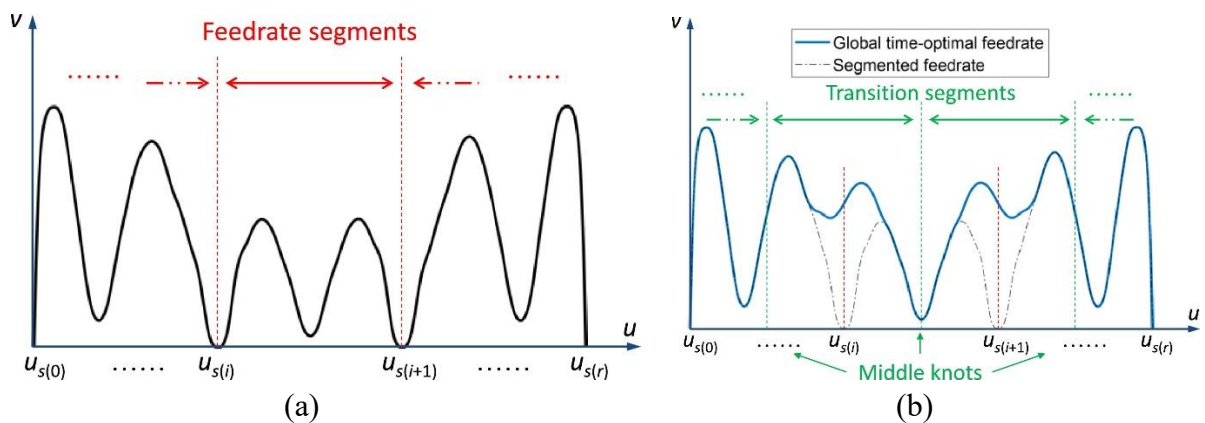 v
Feedrate segments
......
......
u
u_s(0)
......
u_s(i)
u_s(i+1)
......
u_s(r)
(a)
v
Global time-optimal feedrate
Segmented feedrate
......
Transition segments
......
u
u_s(0)
......
u_s(i)
u_s(i+1)
......
u_s(r)
Middle knots
(b)